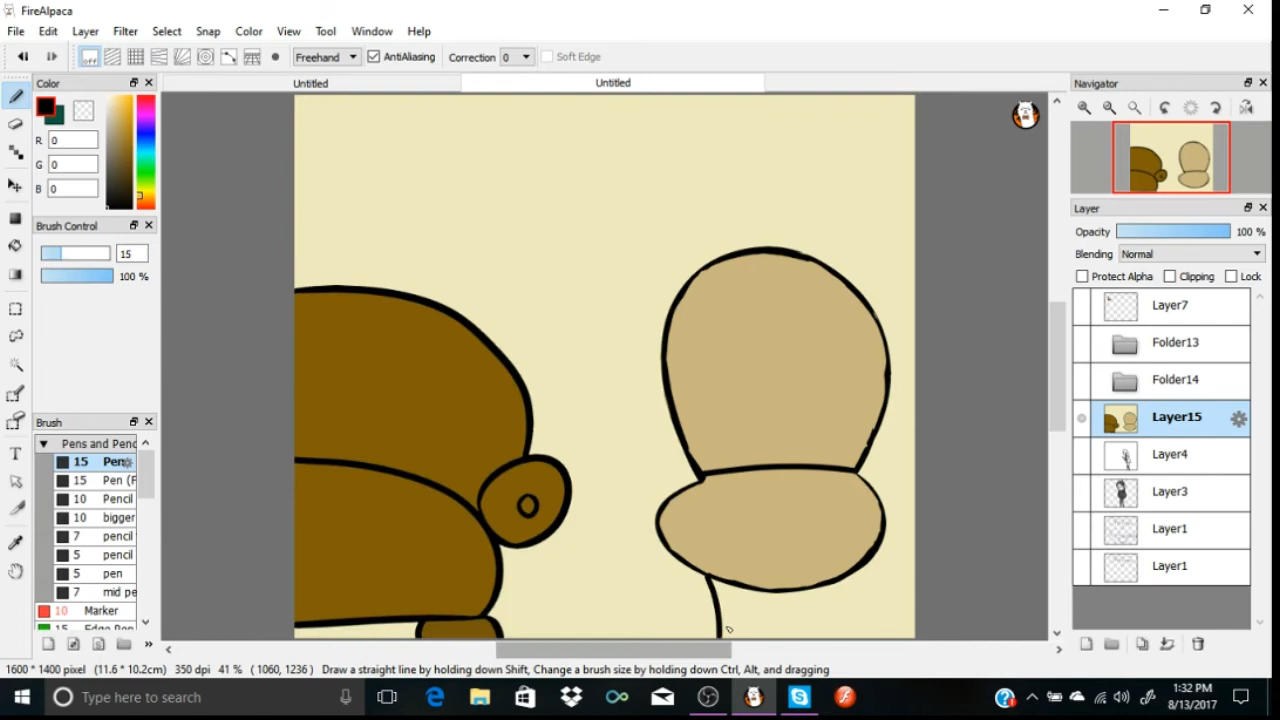 FireAlpaca
File Edit Layer Filter Select Snap Color View Tool Window Help
off Freehand AntiAliasing Correction 0 Soft Edge
Color
Untitled Untitled
Navigator
R 0
G 0
B 0
Brush Control
15
100 %
Layer
Opacity 100 %
Blending Normal
Protect Alpha Clipping Lock
Layer7
Folder13
Folder14
Layer15
Layer4
Layer3
Layer1
Layer1
Brush
Pens and Penc
15 Pen
15 Pen (F
10 Pencil
10 bigger
7 pencil
5 pencil
5 pen
7 mid pe
10 Marker
15 Edge Pen
1600 * 1400 pixel (11.6 * 10.2cm) 350 dpi 41 % ( 1060, 1236 ) Draw a straight line by holding down Shift, Change a brush size by holding down Ctrl, Alt, and dragging
Type here to search
1:32 PM
8/13/2017